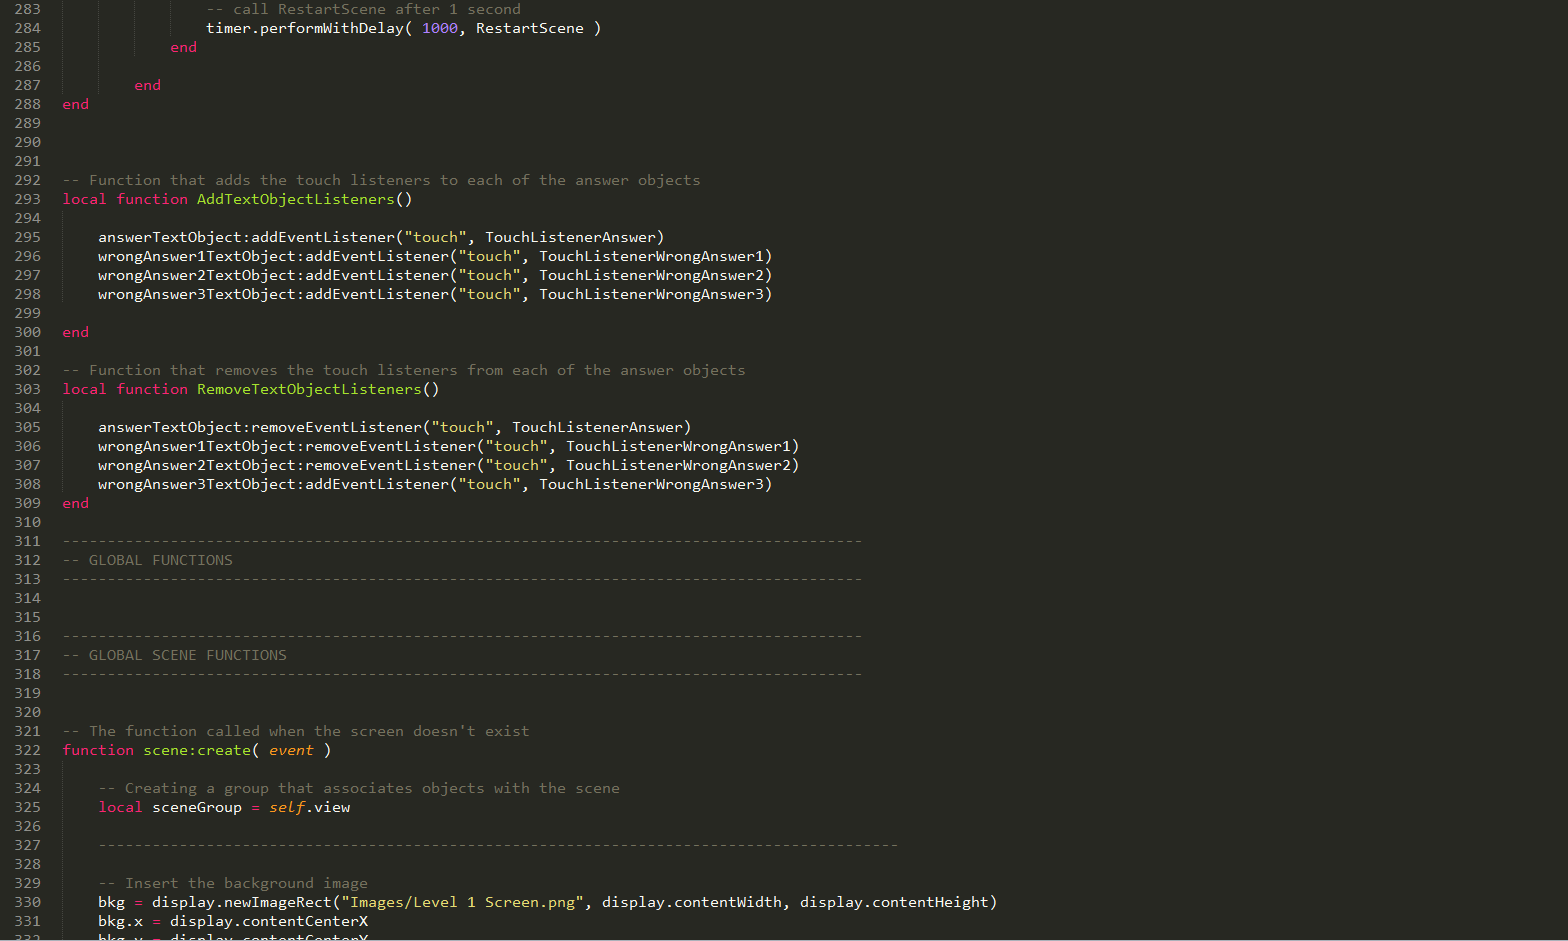 283 -- call RestartScene after 1 second
284 timer.performWithDelay( 1000, RestartScene )
285 end
286
287 end
288 end
289
290
291
292 -- Function that adds the touch listeners to each of the answer objects
293 local function AddTextObjectListeners()
294
295 answerTextObject:addEventListener("touch", TouchListenerAnswer)
296 wrongAnswer1TextObject:addEventListener("touch", TouchListenerWrongAnswer1)
297 wrongAnswer2TextObject:addEventListener("touch", TouchListenerWrongAnswer2)
298 wrongAnswer3TextObject:addEventListener("touch", TouchListenerWrongAnswer3)
299
300 end
301
302 -- Function that removes the touch listeners from each of the answer objects
303 local function RemoveTextObjectListeners()
304
305 answerTextObject:removeEventListener("touch", TouchListenerAnswer)
306 wrongAnswer1TextObject:removeEventListener("touch", TouchListenerWrongAnswer1)
307 wrongAnswer2TextObject:removeEventListener("touch", TouchListenerWrongAnswer2)
308 wrongAnswer3TextObject:addEventListener("touch", TouchListenerWrongAnswer3)
309 end
310
311 -----------------------------------------------------------------------------------------
312 -- GLOBAL FUNCTIONS
313 -----------------------------------------------------------------------------------------
314
315
316 -----------------------------------------------------------------------------------------
317 -- GLOBAL SCENE FUNCTIONS
318 -----------------------------------------------------------------------------------------
319
320
321 -- The function called when the screen doesn't exist
322 function scene:create( event )
323
324 -- Creating a group that associates objects with the scene
325 local sceneGroup = self.view
326
327 -----------------------------------------------------------------------------------------
328
329 -- Insert the background image
330 bkg = display.newImageRect("Images/Level 1 Screen.png", display.contentWidth, display.contentHeight)
331 bkg.x = display.contentCenterX
332 bkg.y = display.contentCenterY